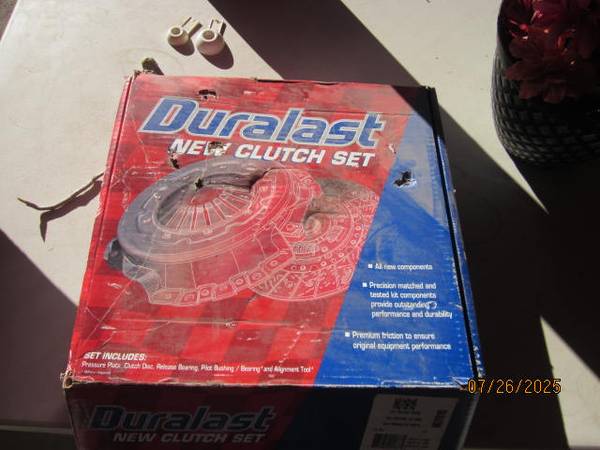 Duralast
NEW CLUTCH SET
■ All new components
■ Precision matched and
tested kit components
provide outstanding
performance and durability
■ Premium friction to ensure
original equipment performance
SET INCLUDES:
Pressure Plate, Clutch Disc, Release Bearing, Pilot Bushing / Bearing* and Alignment Tool*
07/26/2025
Duralast
NEW CLUTCH SET